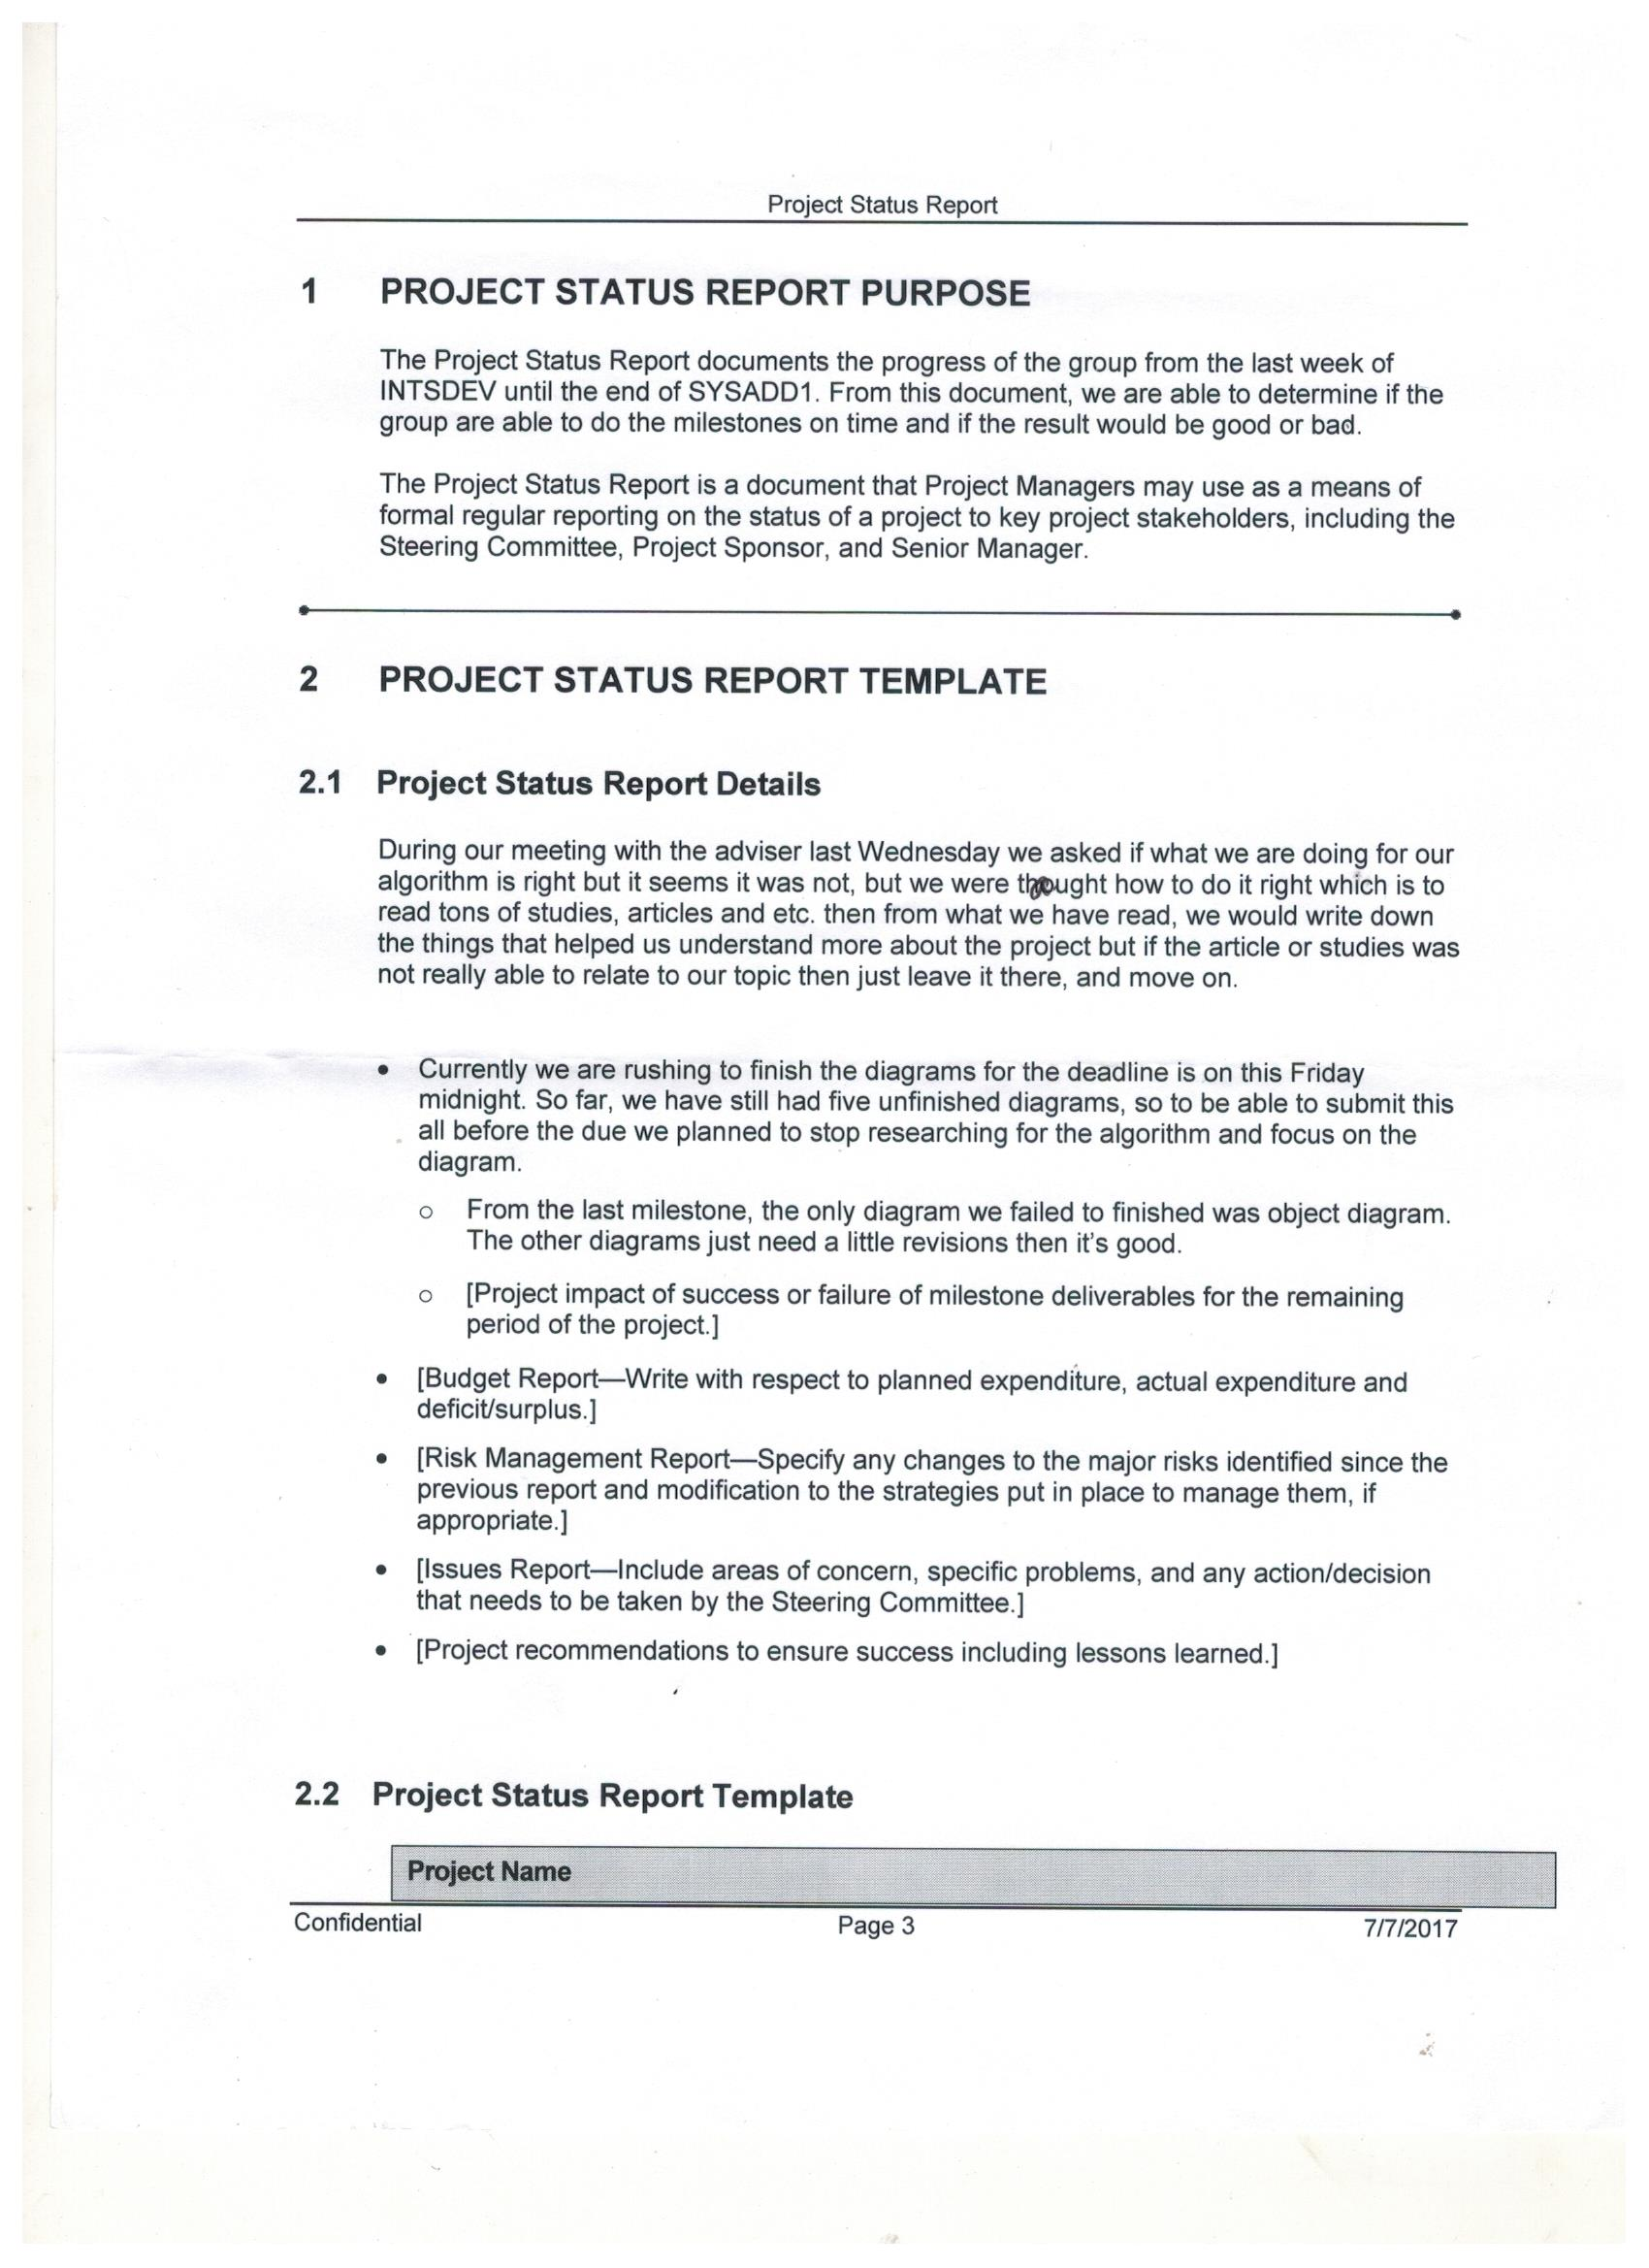 Project Status Report
1 PROJECT STATUS REPORT PURPOSE
The Project Status Report documents the progress of the group from the last week of
INTSDEV until the end of SYSADD1. From this document, we are able to determine if the
group are able to do the milestones on time and if the result would be good or bad.
The Project Status Report is a document that Project Managers may use as a means of
formal regular reporting on the status of a project to key project stakeholders, including the
Steering Committee, Project Sponsor, and Senior Manager.
2 PROJECT STATUS REPORT TEMPLATE
2.1 Project Status Report Details
During our meeting with the adviser last Wednesday we asked if what we are doing for our
algorithm is right but it seems it was not, but we were how to do it right which is to
read tons of studies, articles and etc. then from what we have read, we would write down
the things that helped us understand more about the project but if the article or studies was
not really able to relate to our topic then just leave it there, and move on.
• Currently we are rushing to finish the diagrams for the deadline is on this Friday
midnight. So far, we have still had five unfinished diagrams, so to be able to submit this
all before the due we planned to stop researching for the algorithm and focus on the
diagram.
o From the last milestone, the only diagram we failed to finished was object diagram.
The other diagrams just need a little revisions then it's good.
o [Project impact of success or failure of milestone deliverables for the remaining
period of the project.]
• [Budget Report—Write with respect to planned expenditure, actual expenditure and
deficit/surplus.]
• [Risk Management Report—Specify any changes to the major risks identified since the
previous report and modification to the strategies put in place to manage them, if
appropriate.]
• [Issues Report—Include areas of concern, specific problems, and any action/decision
that needs to be taken by the Steering Committee.]
• [Project recommendations to ensure success including lessons learned.]
2.2 Project Status Report Template
Project Name
Confidential Page 3 7/7/2017